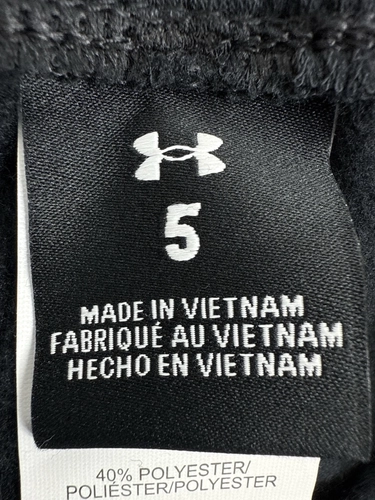 5
MADE IN VIETNAM
FABRIQUÉ AU VIETNAM
HECHO EN VIETNAM
40% POLYESTER/
POLIÉSTER/POLYESTER